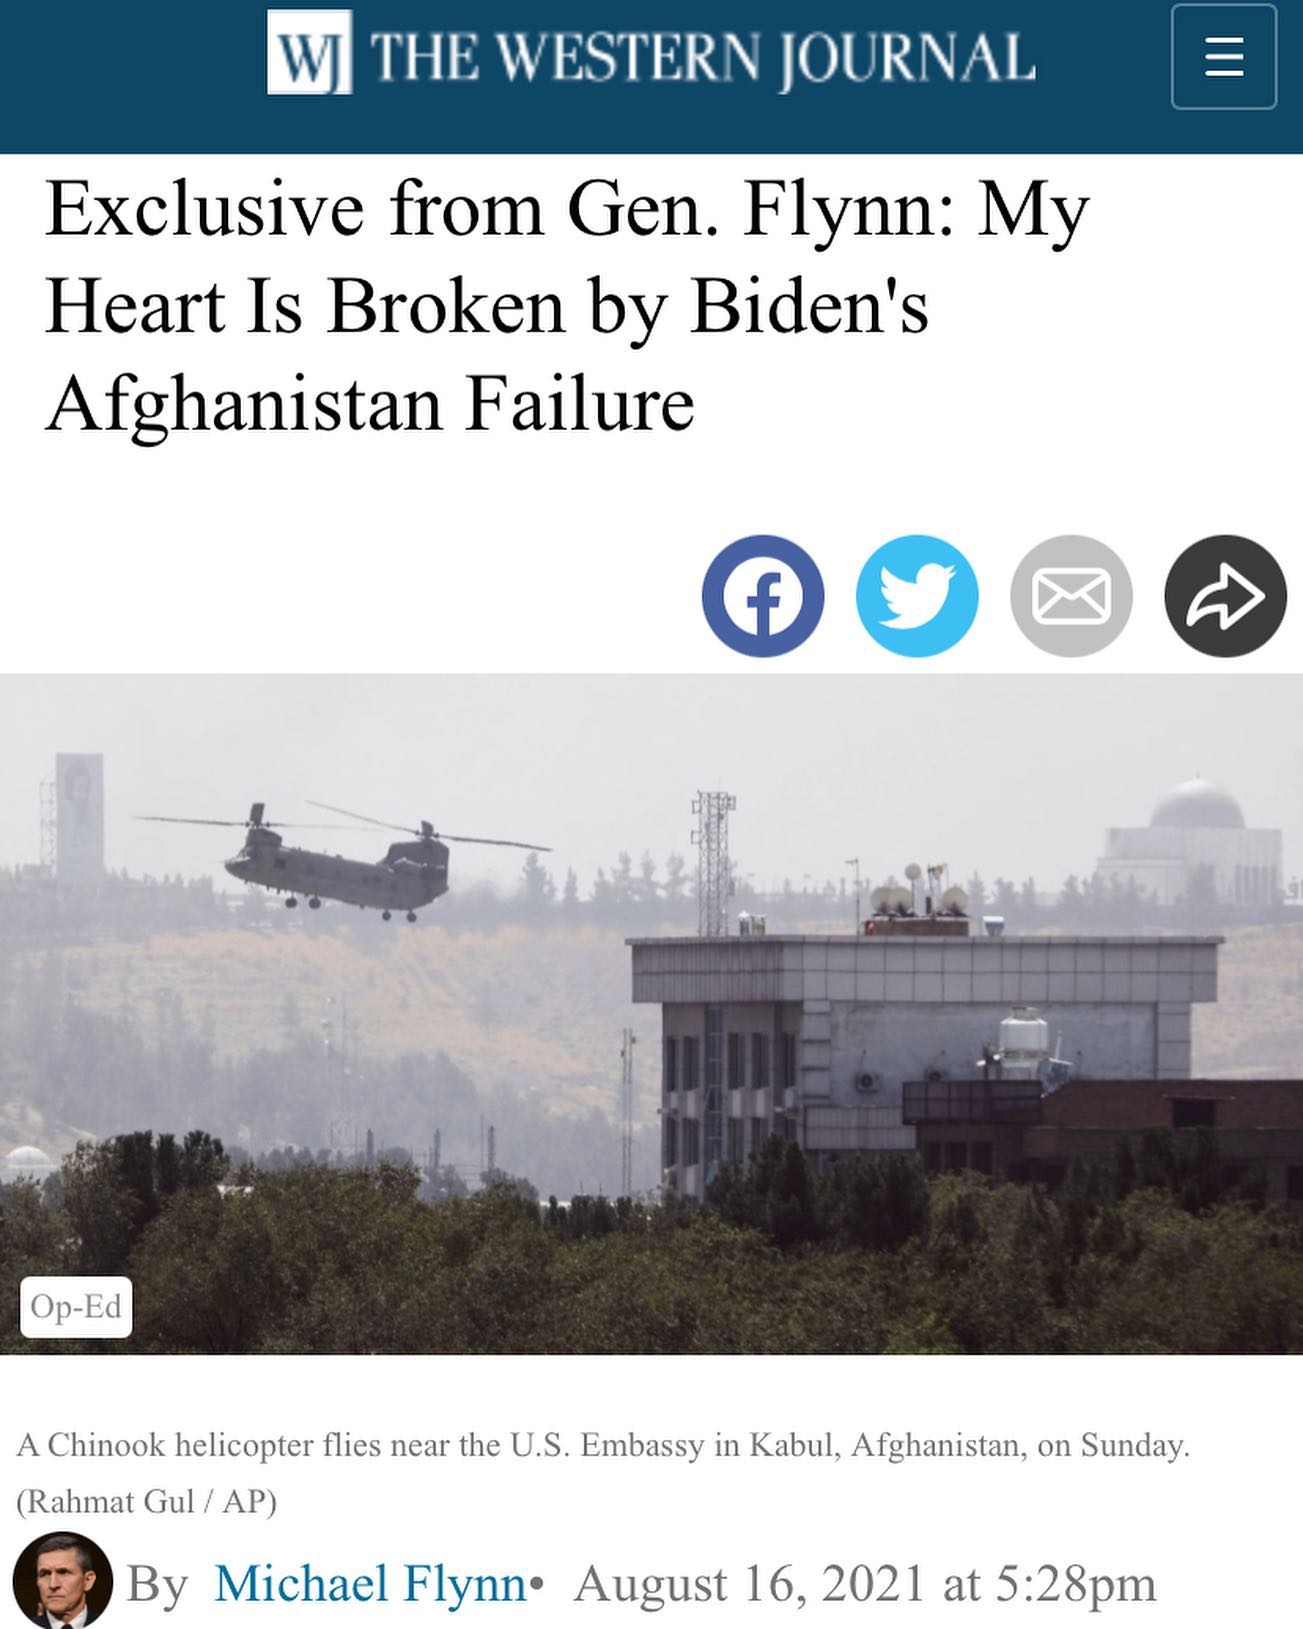 WJ THE WESTERN JOURNAL
Exclusive from Gen. Flynn: My
Heart Is Broken by Biden's
Afghanistan Failure
Op-Ed
A Chinook helicopter flies near the U.S. Embassy in Kabul, Afghanistan, on Sunday.
(Rahmat Gul / AP)
By Michael Flynn• August 16, 2021 at 5:28pm